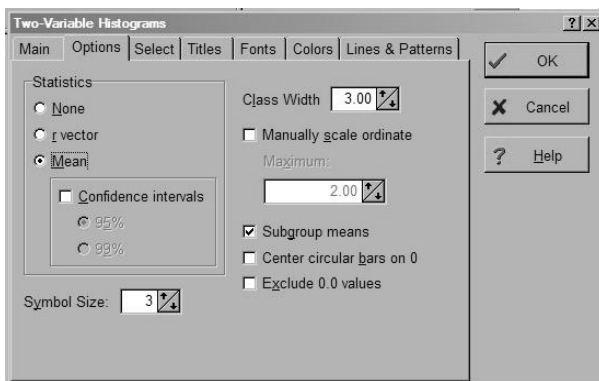 Two-Variable Histograms
Main Options Select Titles Fonts Colors Lines & Patterns
Statistics
None
r vector
Mean
Confidence intervals
95%
99%
Symbol Size: 3
Class Width 3.00
Manually scale ordinate
Maximum:
2.00
Subgroup means
Center circular bars on 0
Exclude 0.0 values
OK
Cancel
Help